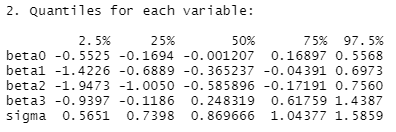 2. Quantiles for each variable:
2.5% 25% 50% 75% 97.5%
beta0 -0.5525 -0.1694 -0.001207 0.16897 0.5568
beta1 -1.4226 -0.6889 -0.365237 -0.04391 0.6973
beta2 -1.9473 -1.0050 -0.585896 -0.17191 0.7560
beta3 -0.9397 -0.1186 0.248319 0.61759 1.4387
sigma 0.5651 0.7398 0.869666 1.04377 1.5859